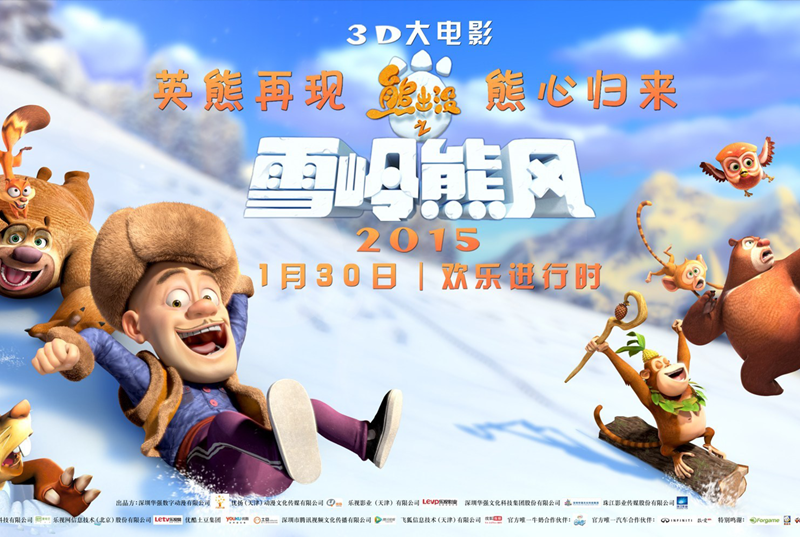 3D大电影
英熊再现 熊出没 熊心归来
之
雪岭熊风
2015
1月30日 | 欢乐进行时
出品方：深圳华强数字动漫有限公司 优扬（天津）动漫文化传媒有限公司 乐视影业（天津）有限公司 LeVP乐视影业 深圳华强文化科技集团股份有限公司 珠江影业传媒股份有限公司
科技有限公司 乐视网信息技术（北京）股份有限公司 Letv乐视网 优酷土豆集团 YOUKU 深圳市腾讯视频文化传播有限公司 飞狐信息技术（天津）有限公司 官方唯一牛奶合作伙伴： 官方唯一汽车合作伙伴： INFINITI 特别鸣谢： forgame